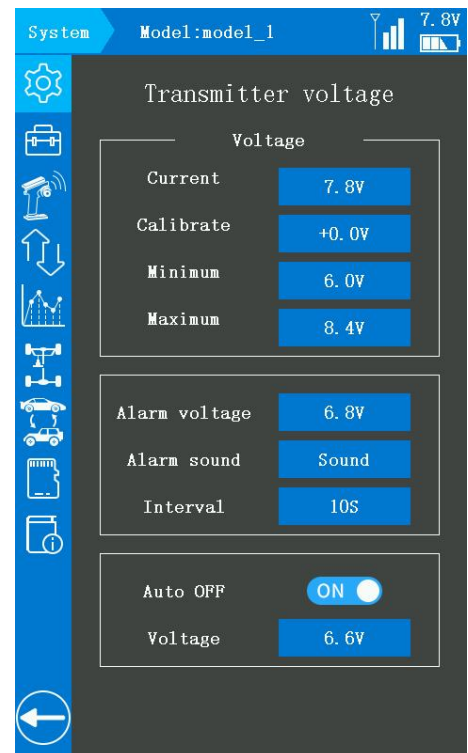 System Model:model_1 7.8V
Transmitter voltage
Voltage
Current 7.8V
Calibrate +0.0V
Minimum 6.0V
Maximum 8.4V
Alarm voltage 6.8V
Alarm sound Sound
Interval 10S
Auto OFF ON
Voltage 6.6V